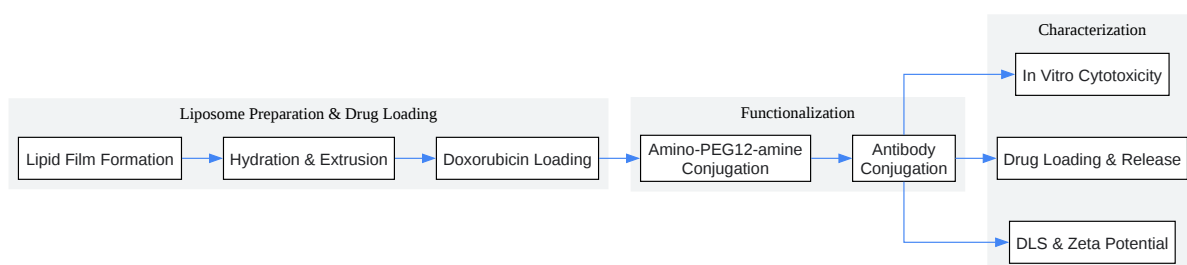 Liposome Preparation & Drug Loading
Lipid Film Formation
Hydration & Extrusion
Doxorubicin Loading
Functionalization
Amino-PEG12-amine
Conjugation
Antibody
Conjugation
Characterization
In Vitro Cytotoxicity
Drug Loading & Release
DLS & Zeta Potential